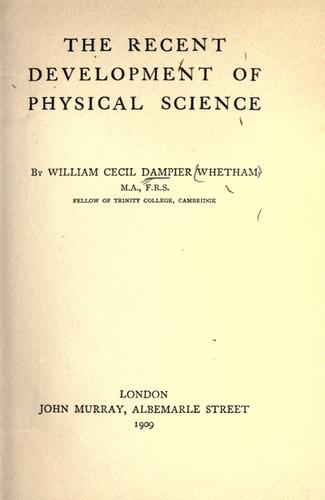 THE RECENT
DEVELOPMENT OF
PHYSICAL SCIENCE
BY WILLIAM CECIL DAMPIER (WHETHAM)
M.A., F.R.S.
FELLOW OF TRINITY COLLEGE, CAMBRIDGE
LONDON
JOHN MURRAY, ALBEMARLE STREET
1909